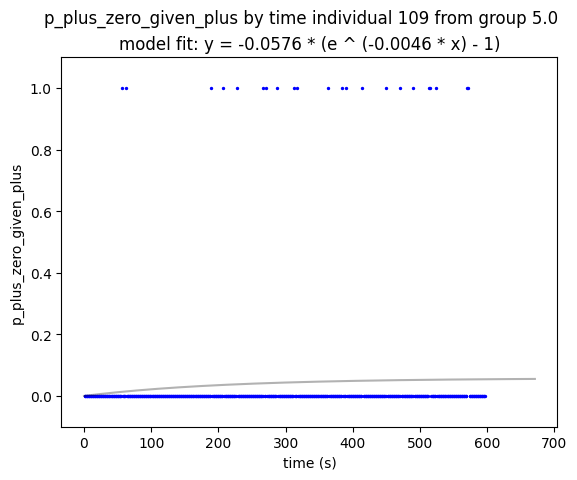 p_plus_zero_given_plus by time individual 109 from group 5.0
model fit: y = -0.0576 * (e ^ (-0.0046 * x) - 1)
1.0
0.8
0.6
0.4
0.2
0.0
p_plus_zero_given_plus
0 100 200 300 400 500 600 700
time (s)